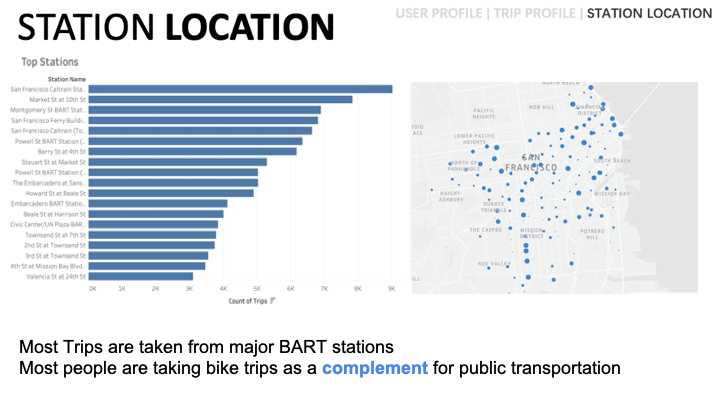 STATION LOCATION
USER PROFILE | TRIP PROFILE | STATION LOCATION
Top Stations
Station Name
San Francisco Caltrain Sta..
Market St at 10th St
Montgomery St BART Stat..
San Francisco Ferry Buildi..
San Francisco Caltrain (To..
Powell St BART Station (..
Berry St at 4th St
Steuart St at Market St
Powell St BART Station (..
The Embarcadero at Sans..
Howard St at Beale St
Embarcadero BART Statio..
Beale St at Harrison St
Civic Center/UN Plaza BAR..
Townsend St at 7th St
2nd St at Townsend St
3rd St at Townsend St
4th St at Mission Bay Blvd..
Valencia St at 24th St
0K 1K 2K 3K 4K 5K 6K 7K 8K 9K
Count of Trips
NORTH BEACH
PACIFIC
HEIGHTS
NOB HILL
FINANCIAL
DISTRICT
LOWER PACIFIC
HEIGHTS
SAN
FRANCISCO
SOUTH BEACH
NORTH OF
PANHANDLE
HAIGHT-
ASHBURY
MISSION BAY
DUBOCE
TRIANGLE
THE CASTRO
MISSION
DISTRICT
POTRERO
HILL
NOE VALLEY
Most Trips are taken from major BART stations
Most people are taking bike trips as a complement for public transportation